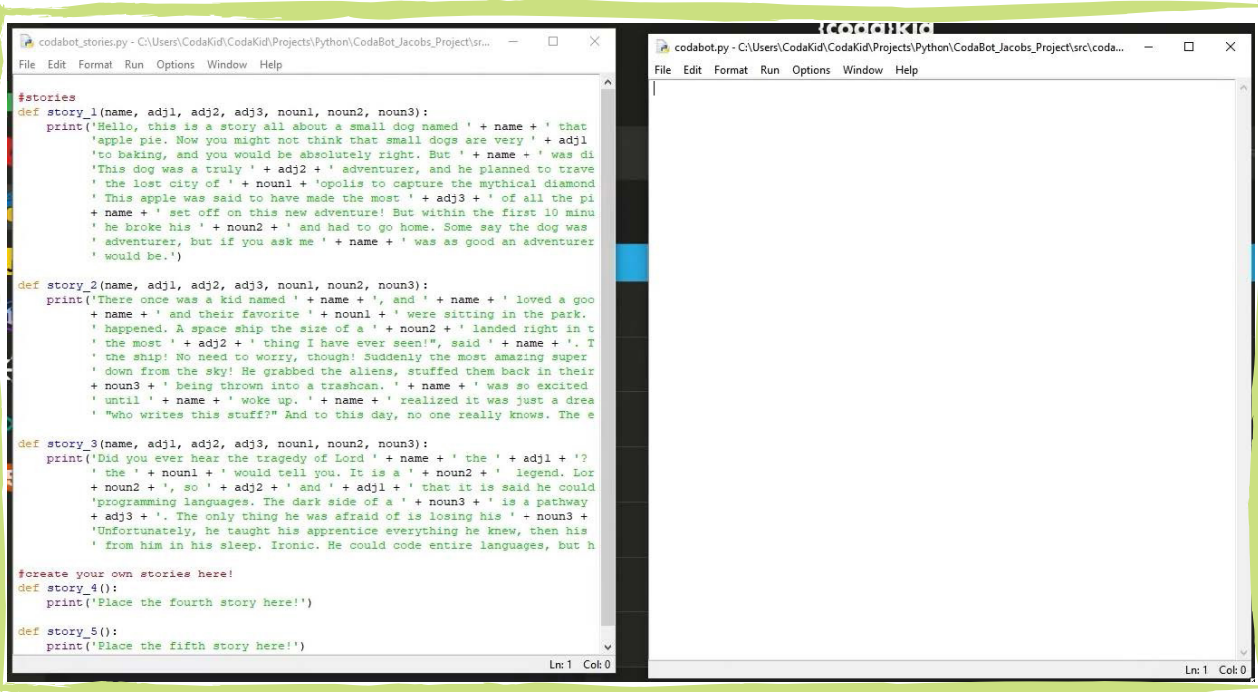 {coda}kid
codabot_stories.py - C:\Users\CodaKid\CodaKid\Projects\Python\CodaBot_Jacobs_Project\sr...
File Edit Format Run Options Window Help
#stories
def story_1(name, adj1, adj2, adj3, noun1, noun2, noun3):
    print('Hello, this is a story all about a small dog named ' + name + ' that
          'apple pie. Now you might not think that small dogs are very ' + adj1
          'to baking, and you would be absolutely right. But ' + name + ' was di
          'This dog was a truly ' + adj2 + ' adventurer, and he planned to trave
          ' the lost city of ' + noun1 + 'opolis to capture the mythical diamond
          ' This apple was said to have made the most ' + adj3 + ' of all the pi
          + name + ' set off on this new adventure! But within the first 10 minu
          ' he broke his ' + noun2 + ' and had to go home. Some say the dog was
          ' adventurer, but if you ask me ' + name + ' was as good an adventurer
          ' would be.')
def story_2(name, adj1, adj2, adj3, noun1, noun2, noun3):
    print('There once was a kid named ' + name + ', and ' + name + ' loved a goo
          + name + ' and their favorite ' + noun1 + ' were sitting in the park.
          ' happened. A space ship the size of a ' + noun2 + ' landed right in t
          ' the most ' + adj2 + ' thing I have ever seen!", said ' + name + '. T
          ' the ship! No need to worry, though! Suddenly the most amazing super
          ' down from the sky! He grabbed the aliens, stuffed them back in their
          + noun3 + ' being thrown into a trashcan. ' + name + ' was so excited
          ' until ' + name + ' woke up. ' + name + ' realized it was just a drea
          ' "who writes this stuff?" And to this day, no one really knows. The e
def story_3(name, adj1, adj2, adj3, noun1, noun2, noun3):
    print('Did you ever hear the tragedy of Lord ' + name + ' the ' + adj1 + '?
          ' the ' + noun1 + ' would tell you. It is a ' + noun2 + '  legend. Lor
          + noun2 + ', so ' + adj2 + ' and ' + adj1 + ' that it is said he could
          'programming languages. The dark side of a ' + noun3 + ' is a pathway
          + adj3 + '. The only thing he was afraid of is losing his ' + noun3 +
          'Unfortunately, he taught his apprentice everything he knew, then his
          ' from him in his sleep. Ironic. He could code entire languages, but h
#create your own stories here!
def story_4():
    print('Place the fourth story here!')
def story_5():
    print('Place the fifth story here!')
Ln: 1 Col: 0
codabot.py - C:\Users\CodaKid\CodaKid\Projects\Python\CodaBot_Jacobs_Project\src\coda...
File Edit Format Run Options Window Help
Ln: 1 Col: 0